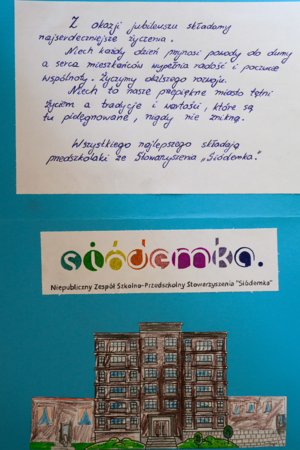 Z okazji jubileuszu składamy
najserdeczniejsze życzenia.
Niech każdy dzień przynosi powody do dumy
a serca mieszkańców wypełnia radość i poczucie
wspólnoty. Życzymy dalszego rozwoju.
Niech to nasze przepiękne miasto tętni
życiem a tradycje i wartości, które są
tu pielęgnowane, nigdy nie znikną.
Wszystkiego najlepszego składają
przedszkolaki ze Stowarzyszenia „Siódemka".
siódemka.
Niepubliczny Zespół Szkolno-Przedszkolny Stowarzyszenia "Siódemka"